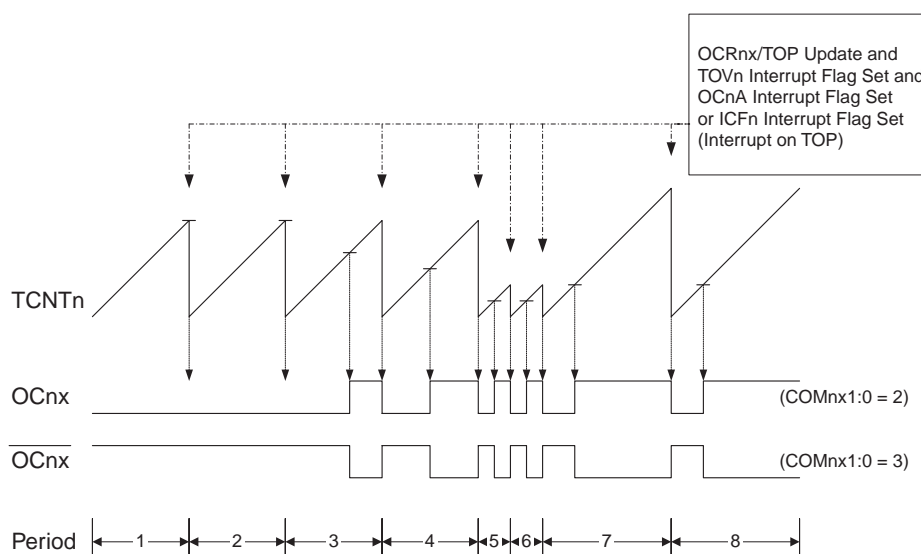 OCRnx/TOP Update and
TOVn Interrupt Flag Set and
OCnA Interrupt Flag Set
or ICFn Interrupt Flag Set
(Interrupt on TOP)
TCNTn
OCnx
(COMnx1:0 = 2)
OCnx
(COMnx1:0 = 3)
Period
1
2
3
4
5
6
7
8